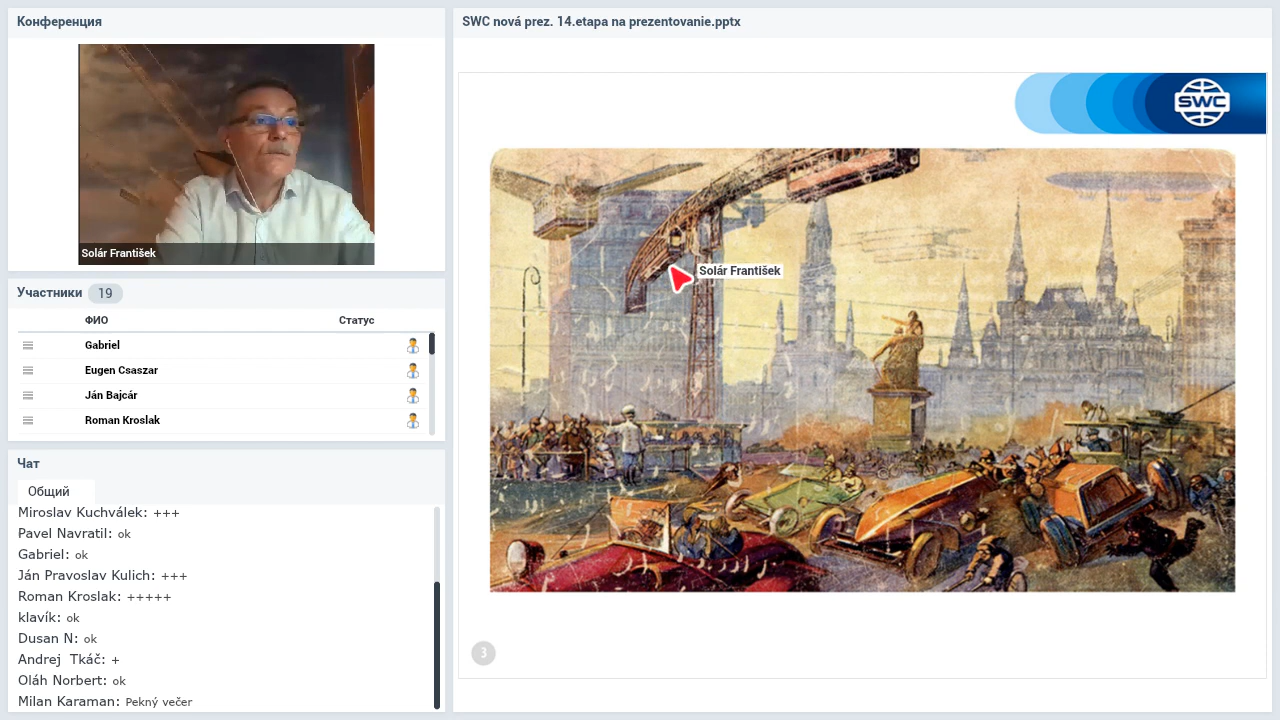 Конференция
Solár František
Участники 19
ФИО Статус
Gabriel
Eugen Csaszar
Ján Bajcár
Roman Kroslak
Чат
Общий
Miroslav Kuchválek: +++
Pavel Navratil: ok
Gabriel: ok
Ján Pravoslav Kulich: +++
Roman Kroslak: +++++
klavík: ok
Dusan N: ok
Andrej Tkáč: +
Oláh Norbert: ok
Milan Karaman: Pekný večer
SWC nová prez. 14.etapa na prezentovanie.pptx
SWC
Solár František
3